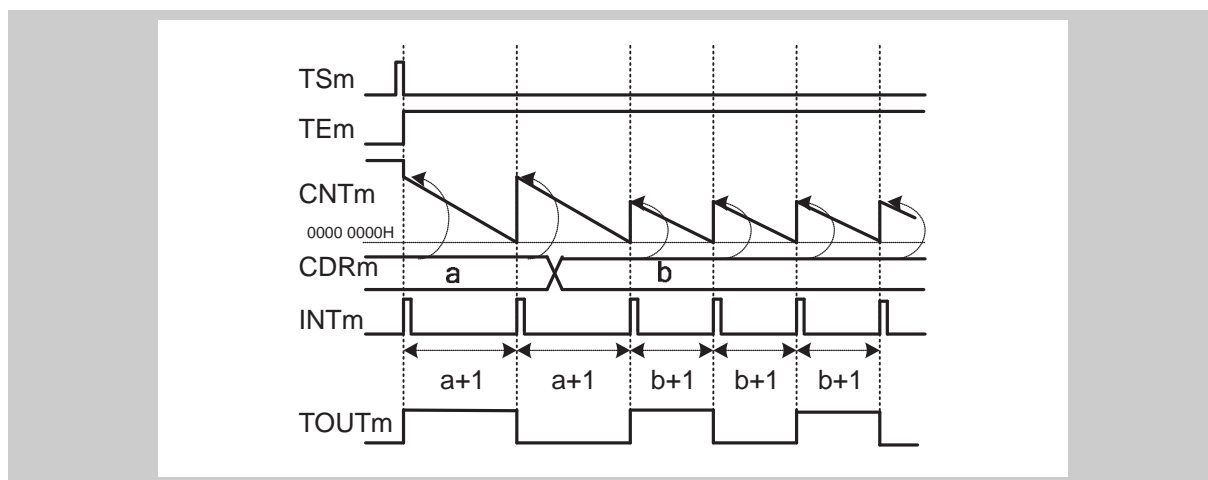 TSm
TEm
CNTm
0000 0000H
CDRm
a b
INTm
a+1 a+1 b+1 b+1 b+1
TOUTm